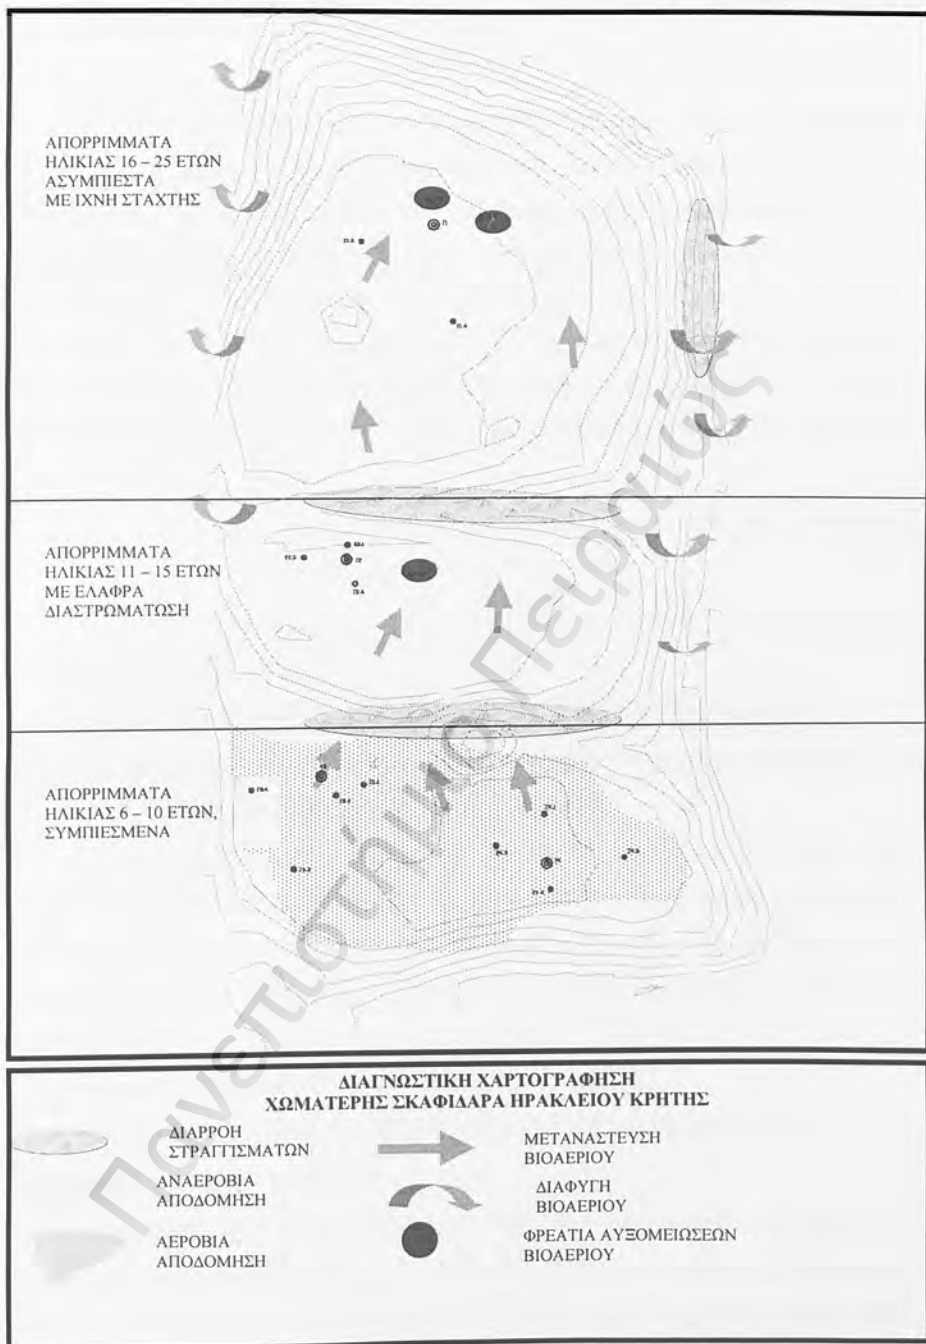 ΑΠΟΡΡΙΜΜΑΤΑ
ΗΛΙΚΙΑΣ 16 – 25 ΕΤΩΝ
ΑΣΥΜΠΙΕΣΤΑ
ΜΕ ΙΧΝΗ ΣΤΑΧΤΗΣ
ΑΠΟΡΡΙΜΜΑΤΑ
ΗΛΙΚΙΑΣ 11 – 15 ΕΤΩΝ
ΜΕ ΕΛΑΦΡΑ
ΔΙΑΣΤΡΩΜΑΤΩΣΗ
ΑΠΟΡΡΙΜΜΑΤΑ
ΗΛΙΚΙΑΣ 6 – 10 ΕΤΩΝ,
ΣΥΜΠΙΕΣΜΕΝΑ
Πανεπιστήμιο Πειραιώς
ΔΙΑΓΝΩΣΤΙΚΗ ΧΑΡΤΟΓΡΑΦΗΣΗ
ΧΩΜΑΤΕΡΗΣ ΣΚΑΦΙΔΑΡΑ ΗΡΑΚΛΕΙΟΥ ΚΡΗΤΗΣ
ΔΙΑΡΡΟΗ
ΣΤΡΑΓΓΙΣΜΑΤΩΝ
ΜΕΤΑΝΑΣΤΕΥΣΗ
ΒΙΟΑΕΡΙΟΥ
ΑΝΑΕΡΟΒΙΑ
ΑΠΟΔΟΜΗΣΗ
ΔΙΑΦΥΓΗ
ΒΙΟΑΕΡΙΟΥ
ΑΕΡΟΒΙΑ
ΑΠΟΔΟΜΗΣΗ
ΦΡΕΑΤΙΑ ΑΥΞΟΜΕΙΩΣΕΩΝ
ΒΙΟΑΕΡΙΟΥ